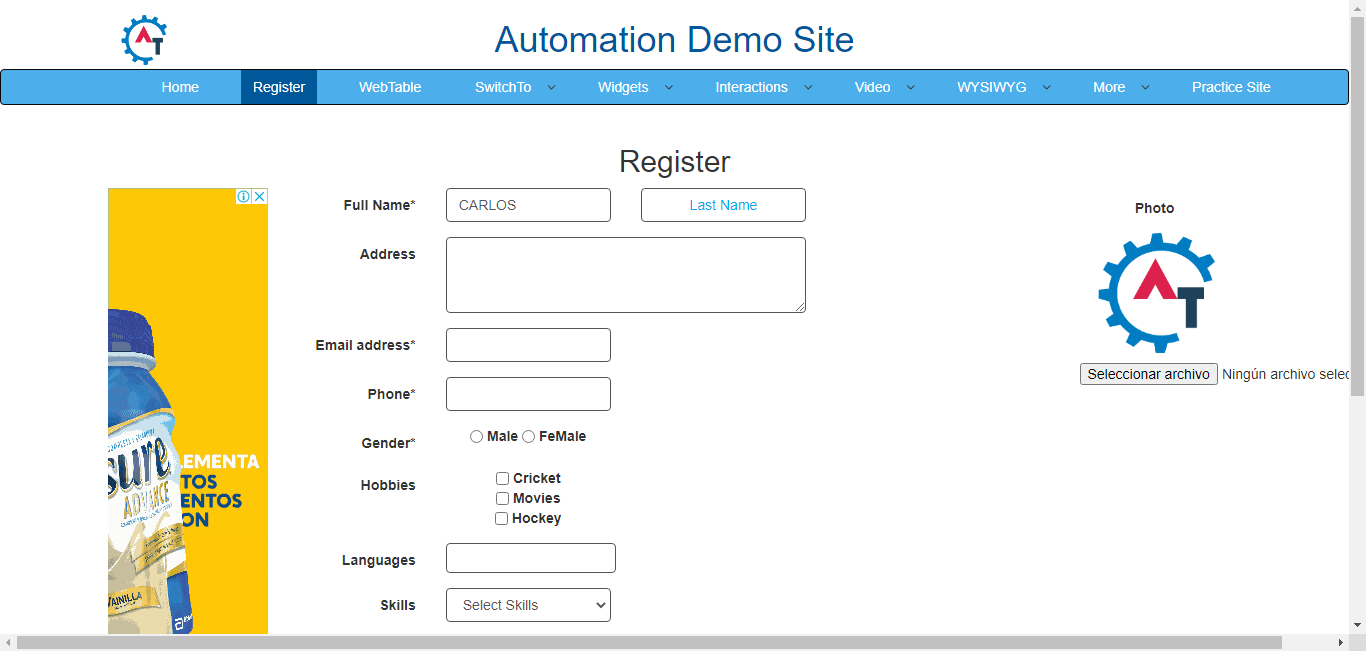 AT
Automation Demo Site
Home Register WebTable SwitchTo Widgets Interactions Video WYSIWYG More Practice Site
Register
Full Name* CARLOS Last Name
Photo
Address
AT
Email address*
Seleccionar archivo Ningún archivo selec
Phone*
Gender* Male FeMale
Hobbies Cricket
Movies
Hockey
Languages
Skills Select Skills
sure
ADVANCE
LEMENTA
TOS
ENTOS
ON
VAINILLA